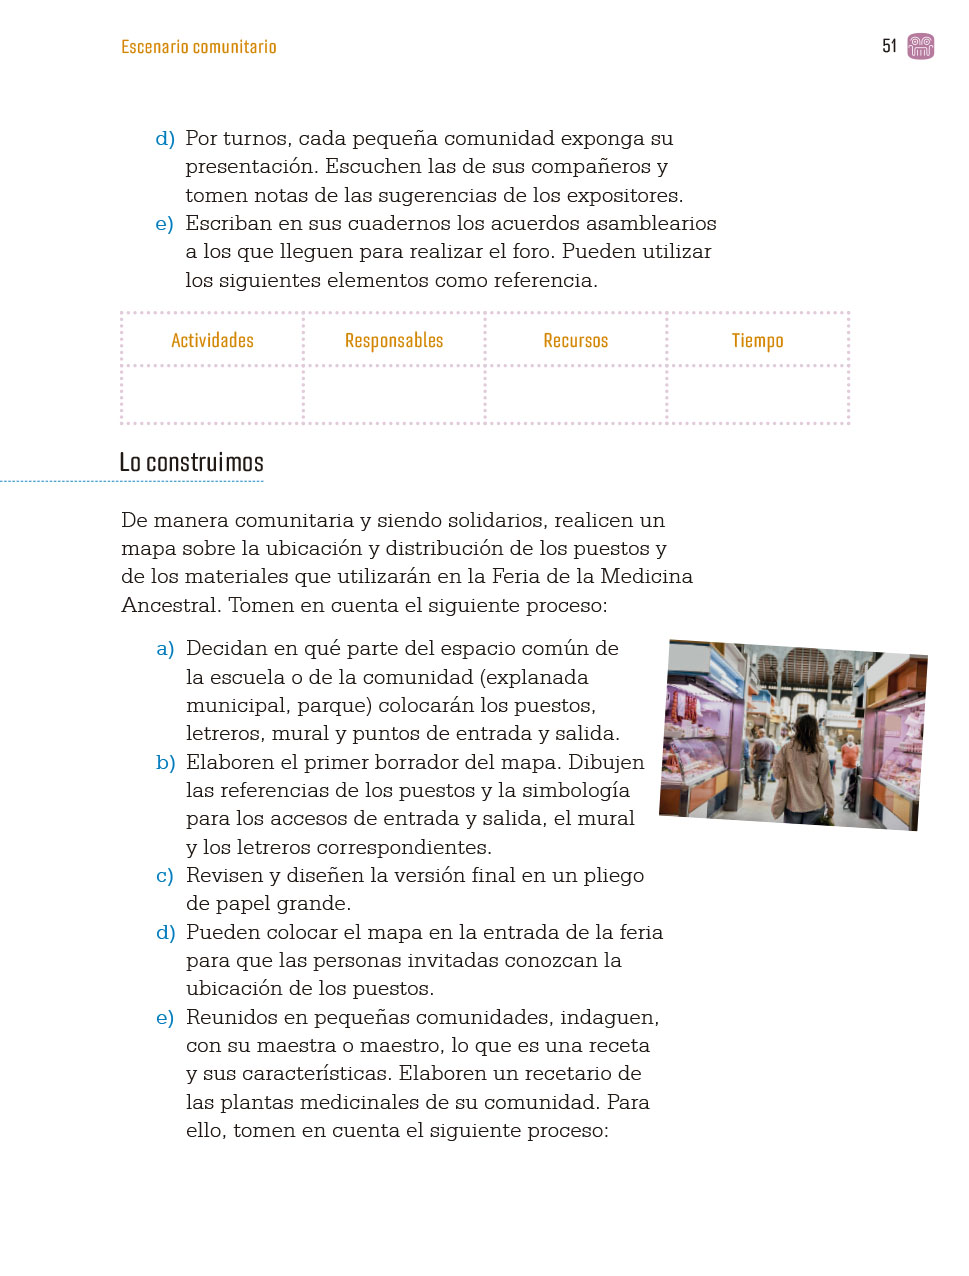 Escenario comunitario
51
d) Por turnos, cada pequeña comunidad exponga su
presentación. Escuchen las de sus compañeros y
tomen notas de las sugerencias de los expositores.
e) Escriban en sus cuadernos los acuerdos asamblearios
a los que lleguen para realizar el foro. Pueden utilizar
los siguientes elementos como referencia.
Actividades Responsables Recursos Tiempo
Lo construimos
De manera comunitaria y siendo solidarios, realicen un
mapa sobre la ubicación y distribución de los puestos y
de los materiales que utilizarán en la Feria de la Medicina
Ancestral. Tomen en cuenta el siguiente proceso:
a) Decidan en qué parte del espacio común de
la escuela o de la comunidad (explanada
municipal, parque) colocarán los puestos,
letreros, mural y puntos de entrada y salida.
b) Elaboren el primer borrador del mapa. Dibujen
las referencias de los puestos y la simbología
para los accesos de entrada y salida, el mural
y los letreros correspondientes.
c) Revisen y diseñen la versión final en un pliego
de papel grande.
d) Pueden colocar el mapa en la entrada de la feria
para que las personas invitadas conozcan la
ubicación de los puestos.
e) Reunidos en pequeñas comunidades, indaguen,
con su maestra o maestro, lo que es una receta
y sus características. Elaboren un recetario de
las plantas medicinales de su comunidad. Para
ello, tomen en cuenta el siguiente proceso: